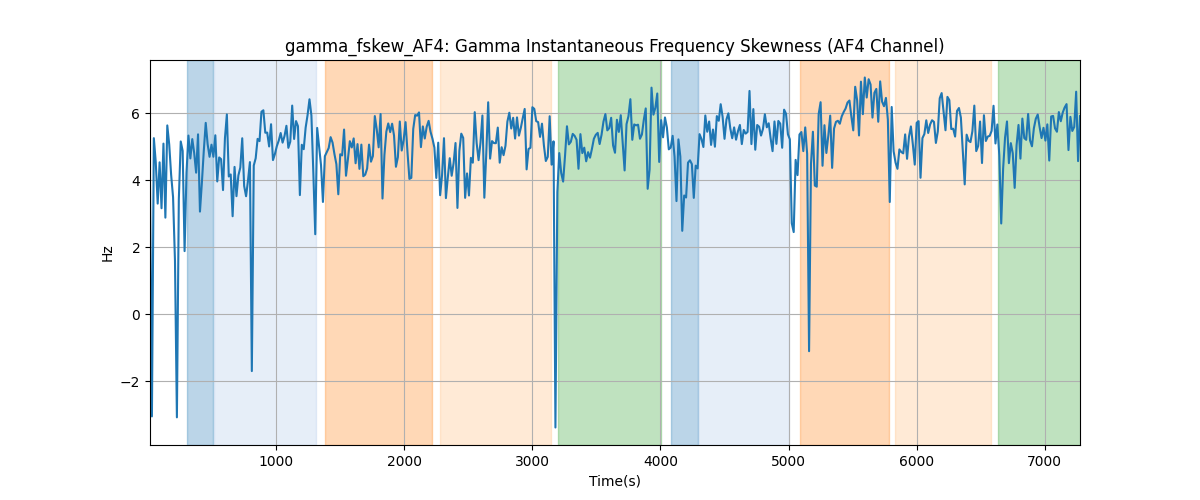 gamma_fskew_AF4: Gamma Instantaneous Frequency Skewness (AF4 Channel)
Hz
6
4
2
0
−2
1000 2000 3000 4000 5000 6000 7000
Time(s)